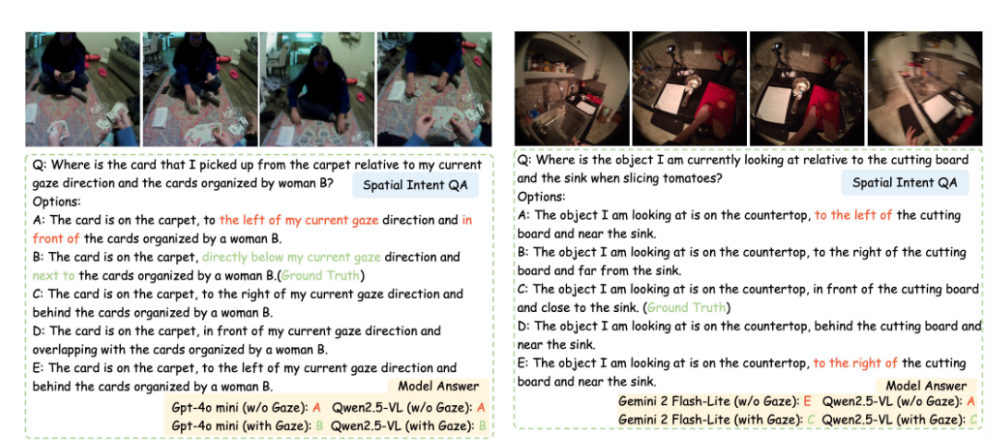 Q: Where is the card that I picked up from the carpet relative to my current
gaze direction and the cards organized by woman B?
Spatial Intent QA
Options:
A: The card is on the carpet, to the left of my current gaze direction and in
front of the cards organized by a woman B.
B: The card is on the carpet, directly below my current gaze direction and
next to the cards organized by a woman B.(Ground Truth)
C: The card is on the carpet, to the right of my current gaze direction and
behind the cards organized by a woman B.
D: The card is on the carpet, in front of my current gaze direction and
overlapping with the cards organized by a woman B.
E: The card is on the carpet, to the left of my current gaze direction and
behind the cards organized by a woman B.
Model Answer
Gpt-4o mini (w/o Gaze): A Qwen2.5-VL (w/o Gaze): A
Gpt-4o mini (with Gaze): B Qwen2.5-VL (with Gaze): B
Q: Where is the object I am currently looking at relative to the cutting board
and the sink when slicing tomatoes?
Spatial Intent QA
Options:
A: The object I am looking at is on the countertop, to the left of the cutting
board and near the sink.
B: The object I am looking at is on the countertop, to the right of the cutting
board and far from the sink.
C: The object I am looking at is on the countertop, in front of the cutting board
and close to the sink. (Ground Truth)
D: The object I am looking at is on the countertop, behind the cutting board and
near the sink.
E: The object I am looking at is on the countertop, to the right of the cutting
board and near the sink.
Model Answer
Gemini 2 Flash-Lite (w/o Gaze): E Qwen2.5-VL (w/o Gaze): A
Gemini 2 Flash-Lite (with Gaze): C Qwen2.5-VL (with Gaze): C